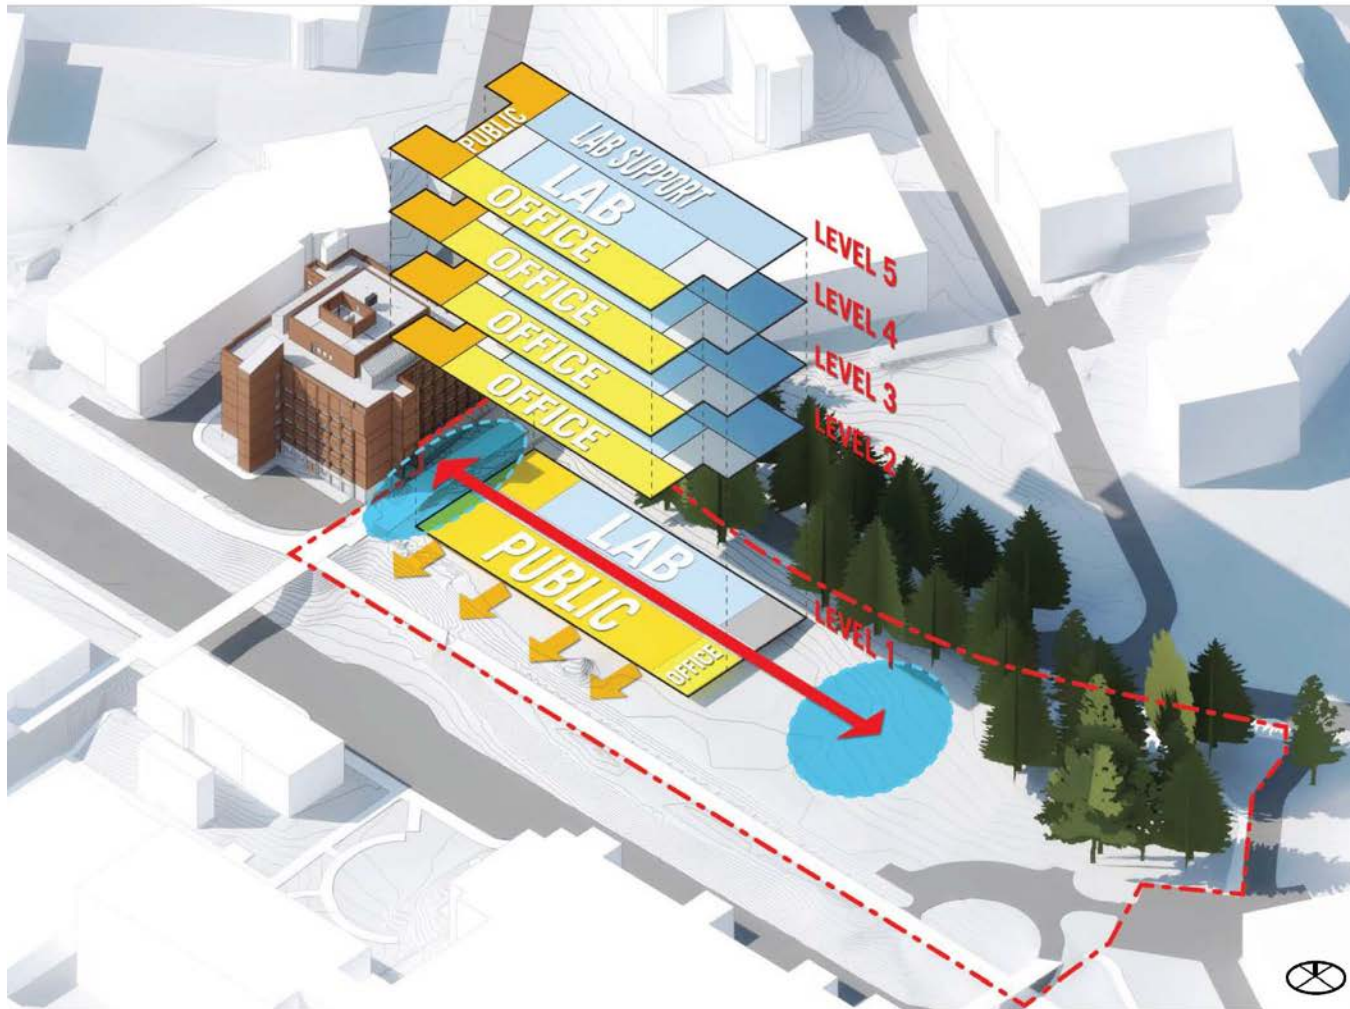 PUBLIC
LAB SUPPORT
LAB
OFFICE
LEVEL 5
OFFICE
LEVEL 4
OFFICE
LEVEL 3
OFFICE
LEVEL 2
LAB
PUBLIC
OFFICE
LEVEL 1